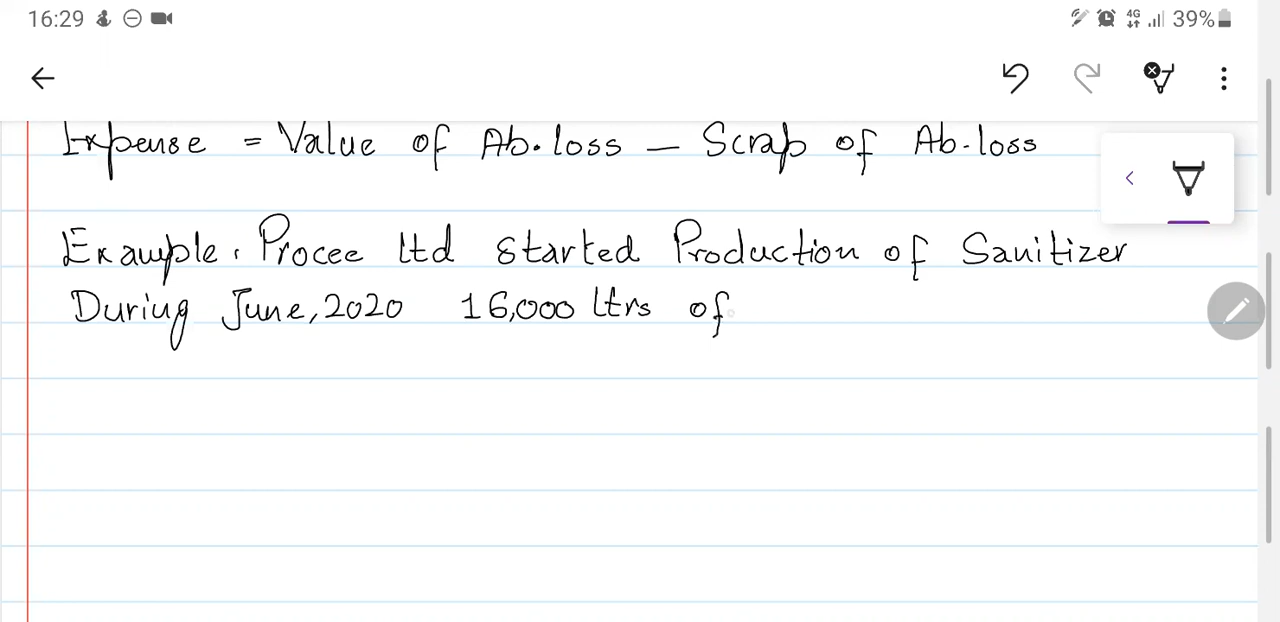 16:29 4G 39%
Expense = Value of Ab. loss - Scrap of Ab. loss
Example. Procee ltd started Production of Sanitizer
During June, 2020 16,000 ltrs of